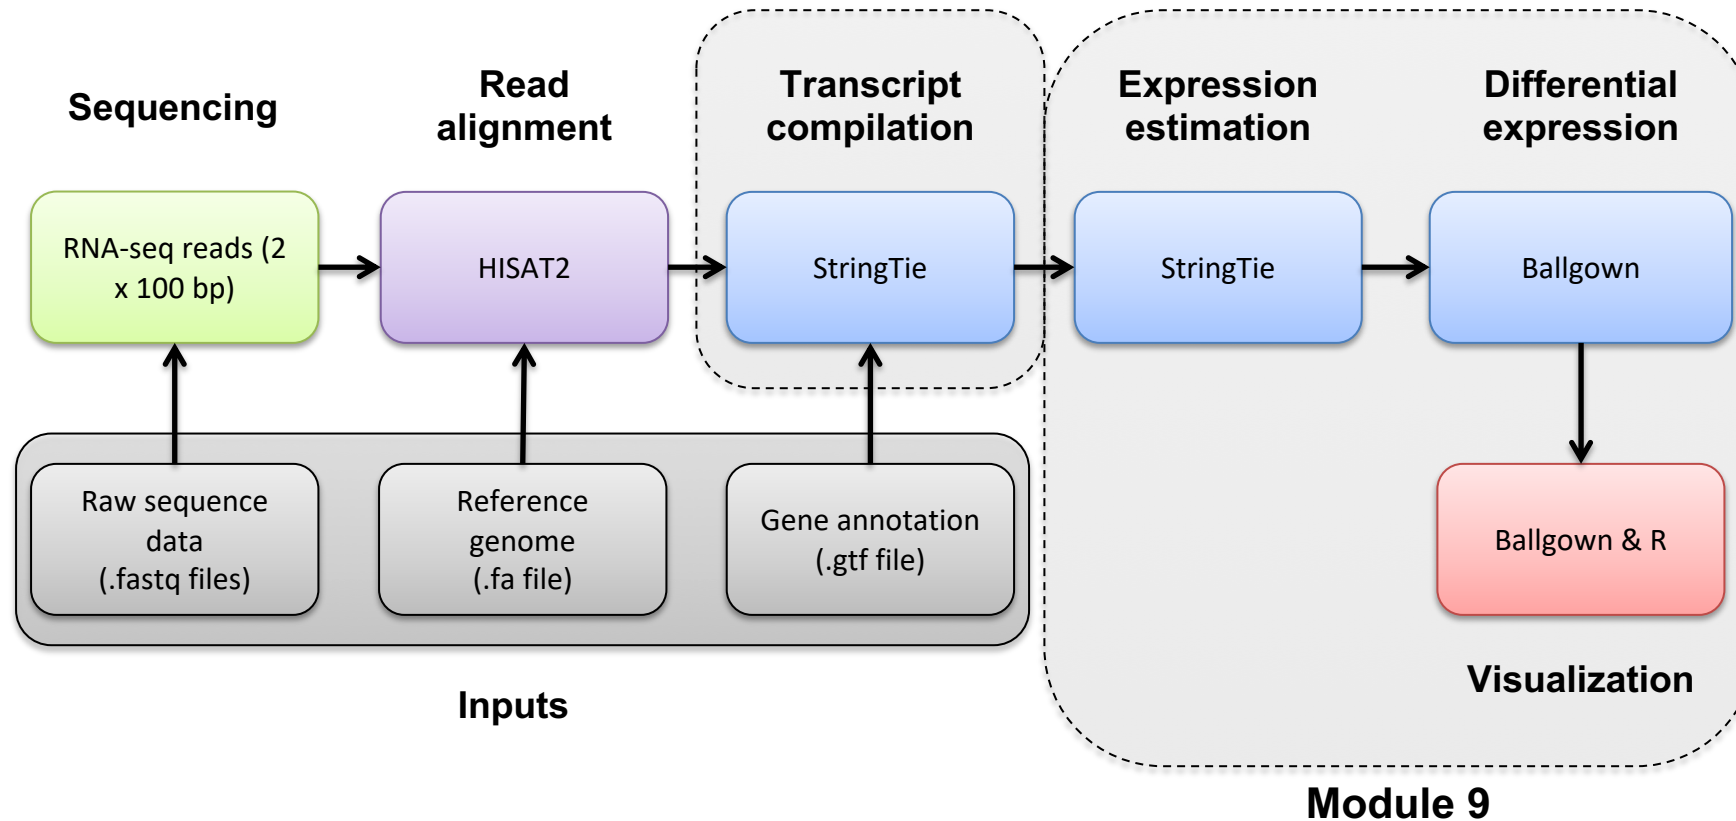 Sequencing
Read
alignment
Transcript
compilation
Expression
estimation
Differential
expression
RNA-seq reads (2
x 100 bp)
HISAT2
StringTie
StringTie
Ballgown
Raw sequence
data
(.fastq files)
Reference
genome
(.fa file)
Gene annotation
(.gtf file)
Ballgown & R
Inputs
Visualization
Module 9